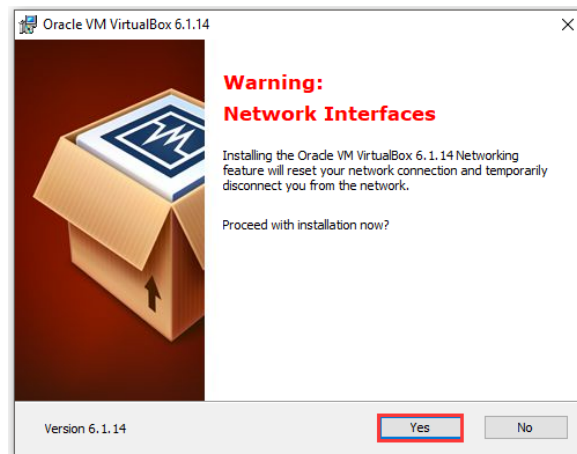 Oracle VM VirtualBox 6.1.14
Warning:
Network Interfaces
Installing the Oracle VM VirtualBox 6.1.14 Networking
feature will reset your network connection and temporarily
disconnect you from the network.
Proceed with installation now?
Version 6.1.14
Yes
No